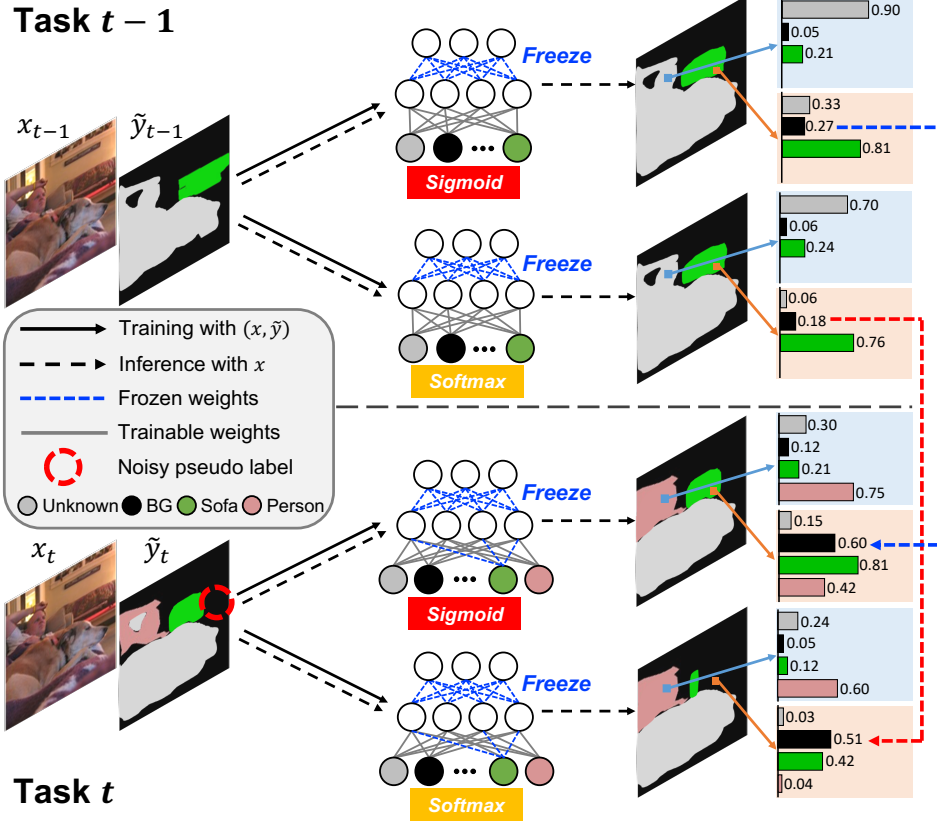 Task t − 1
x_{t−1}
ỹ_{t−1}
Freeze
•••
Sigmoid
0.90
0.05
0.21
0.33
0.27
0.81
Freeze
•••
Softmax
0.70
0.06
0.24
0.06
0.18
0.76
Training with (x, ỹ)
Inference with x
Frozen weights
Trainable weights
Noisy pseudo label
Unknown BG Sofa Person
x_t
ỹ_t
Freeze
•••
Sigmoid
0.30
0.12
0.21
0.75
0.15
0.60
0.81
0.42
Freeze
•••
Softmax
0.24
0.05
0.12
0.60
0.03
0.51
0.42
0.04
Task t